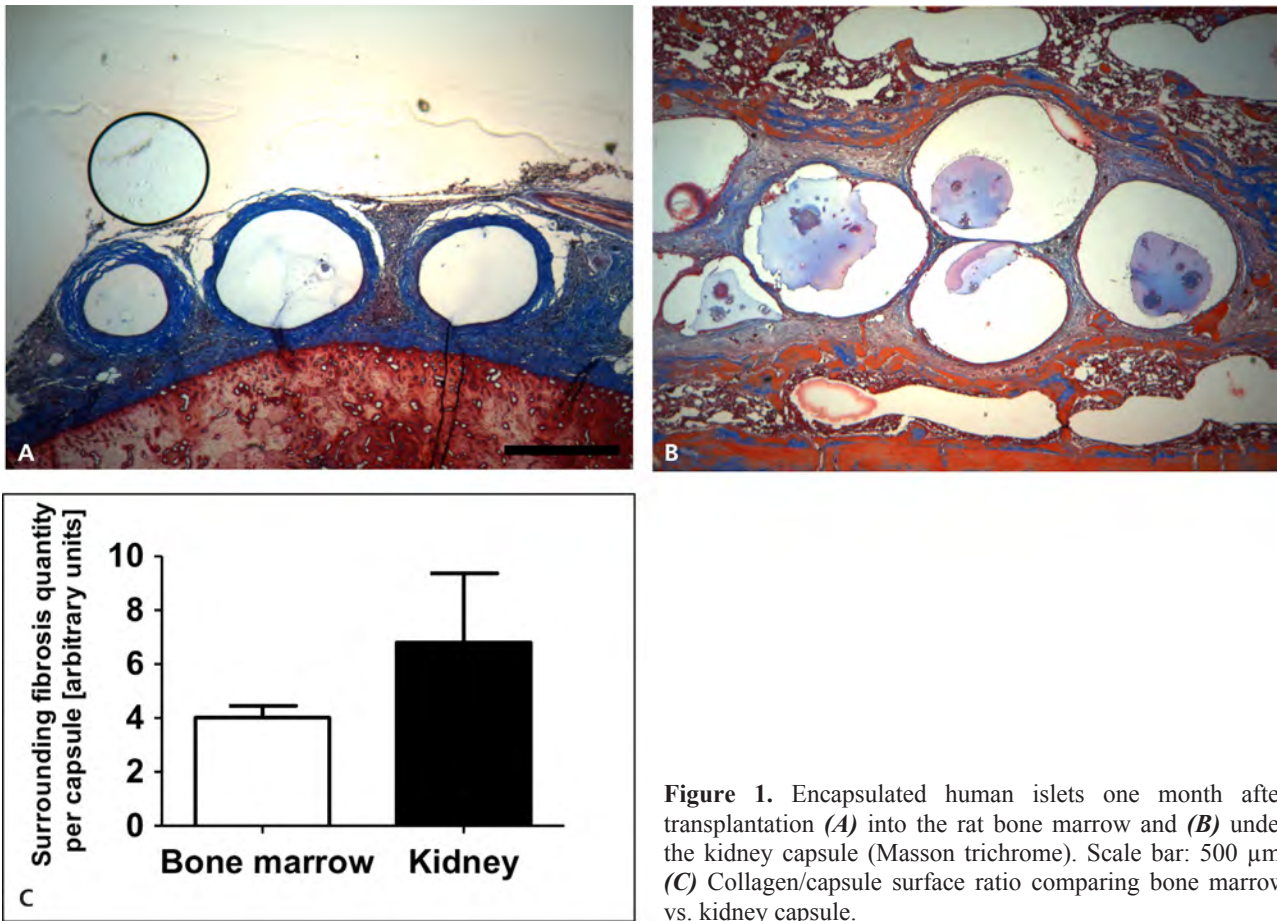 A
B
Surrounding fibrosis quantity
per capsule [arbitrary units]
10
8
6
4
2
0
Bone marrow
Kidney
C
Figure 1. Encapsulated human islets one month afte
transplantation (A) into the rat bone marrow and (B) unde
the kidney capsule (Masson trichrome). Scale bar: 500 µm
(C) Collagen/capsule surface ratio comparing bone marrow
vs. kidney capsule.